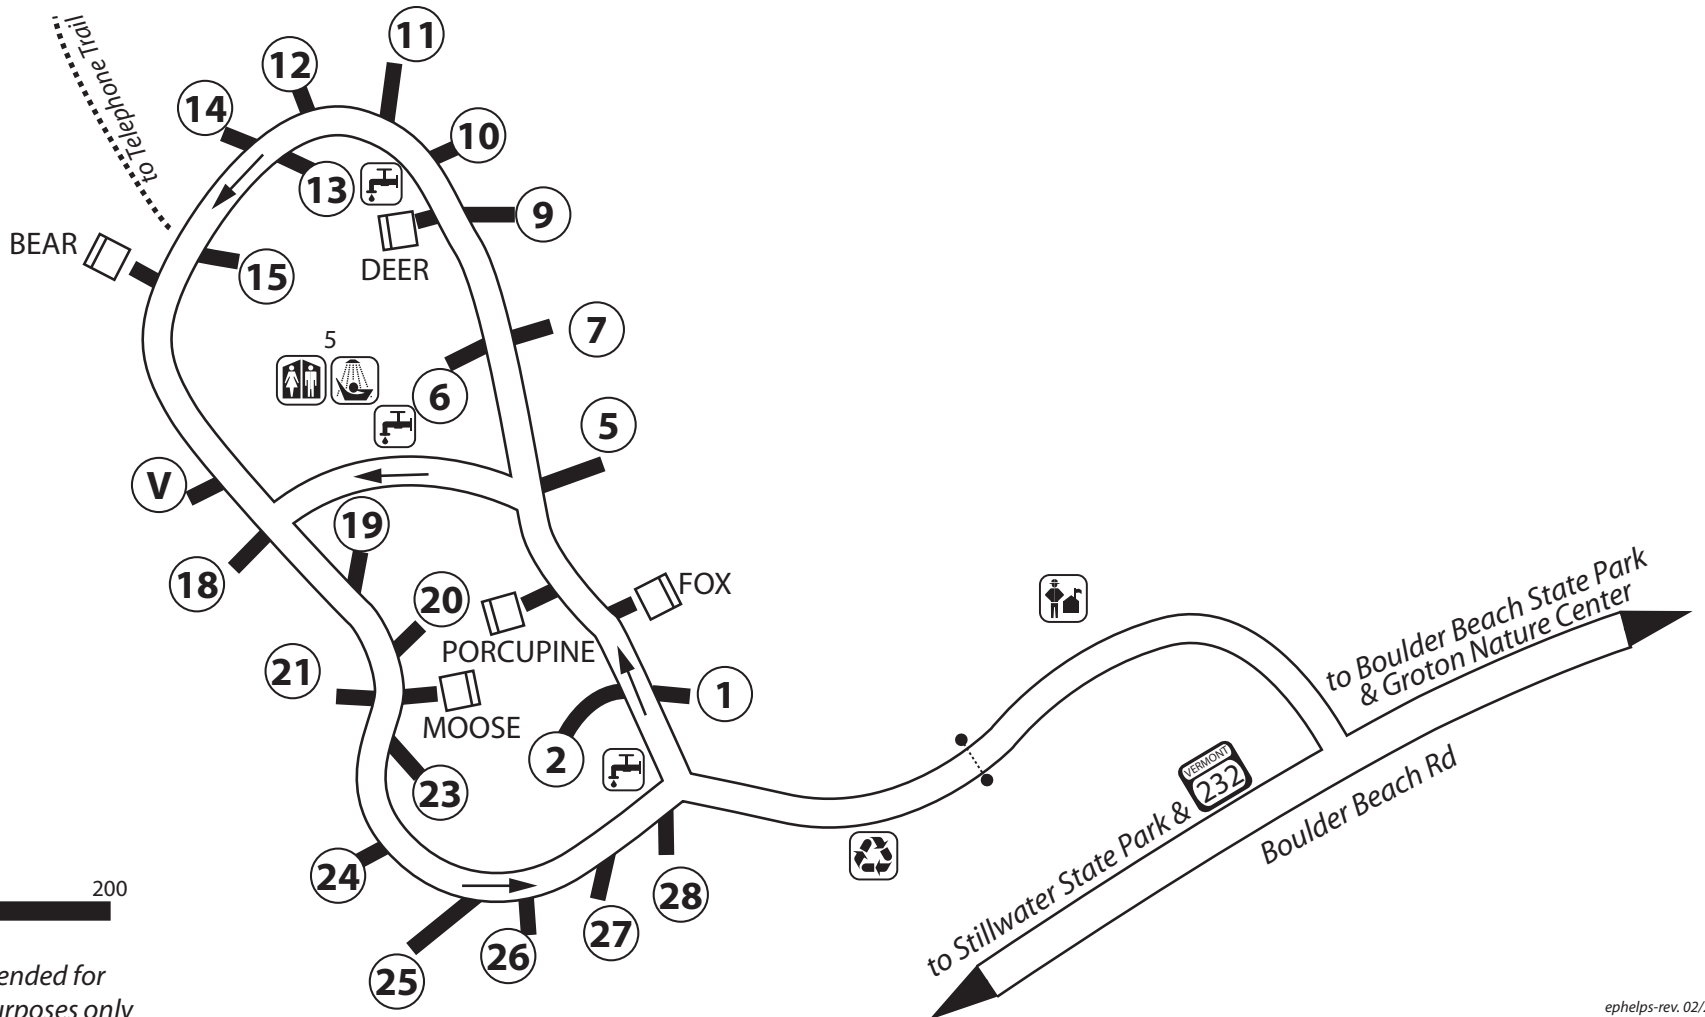 to Telephone Trail
11
12
14
10
13
9
BEAR
DEER
15
7
5
6
5
V
19
18
FOX
20
PORCUPINE
21
1
MOOSE
2
23
24
28
27
26
25
200
to Boulder Beach State Park
& Groton Nature Center
VERMONT
232
to Stillwater State Park &
Boulder Beach Rd
ended for
urposes only
ephelps-rev. 02/